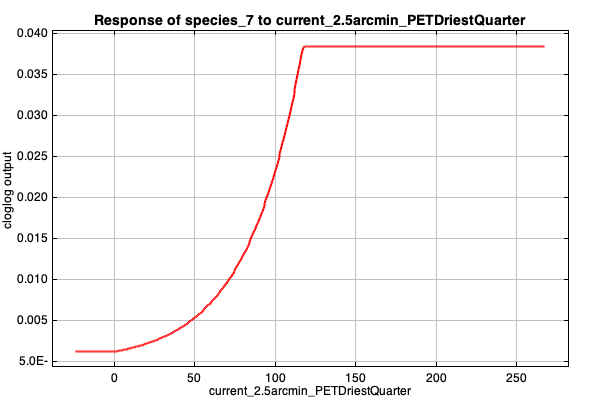 Response of species_7 to current_2.5arcmin_PETDriestQuarter
0.040
0.035
0.030
0.025
0.020
0.015
0.010
0.005
5.0E-
cloglog output
0 50 100 150 200 250
current_2.5arcmin_PETDriestQuarter